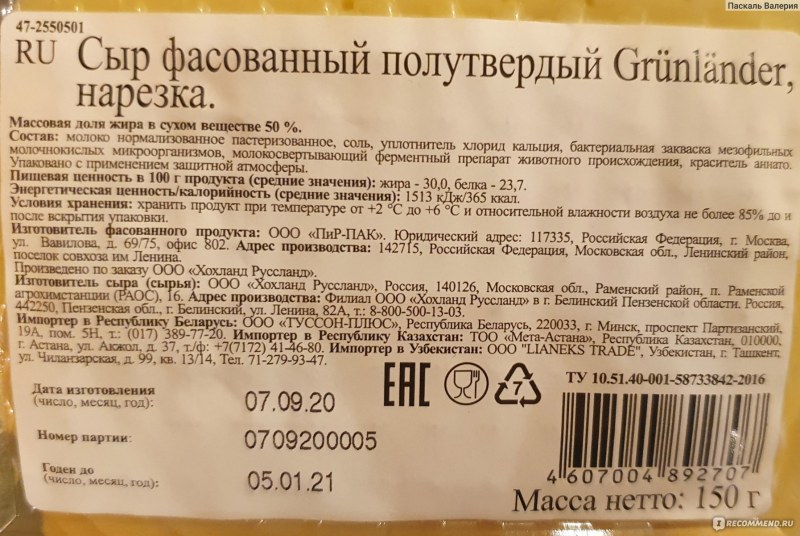 Паскаль Валерия
47-2550501
RU Сыр фасованный полутвердый Grünländer,
нарезка.
Массовая доля жира в сухом веществе 50 %.
Состав: молоко нормализованное пастеризованное, соль, уплотнитель хлорид кальция, бактериальная закваска мезофильных
молочнокислых микроорганизмов, молокосвертывающий ферментный препарат животного происхождения, краситель аннато.
Упаковано с применением защитной атмосферы.
Пищевая ценность в 100 г продукта (средние значения): жира - 30,0, белка - 23,7.
Энергетическая ценность/калорийность (средние значения): 1513 кДж/365 ккал.
Условия хранения: хранить продукт при температуре от +2 °С до +6 °С и относительной влажности воздуха не более 85% до и
после вскрытия упаковки.
Изготовитель фасованного продукта: ООО «ПиР-ПАК». Юридический адрес: 117335, Российская Федерация, г. Москва,
ул. Вавилова, д. 69/75, офис 802. Адрес производства: 142715, Российская Федерация, Московская обл., Ленинский район,
поселок совхоза им Ленина.
Произведено по заказу ООО «Хохланд Руссланд».
Изготовитель сыра (сырья): ООО «Хохланд Руссланд», Россия, 140126, Московская обл., Раменский район, п. Раменской
агрохимстанции (РАОС), 16. Адрес производства: Филиал ООО «Хохланд Руссланд» в г. Белинский Пензенской области. Россия,
442250, Пензенская обл., г. Белинский, ул. Ленина, 82А, т.: 8-800-500-13-03.
Импортер в Республику Беларусь: ООО «ТУССОН-ПЛЮС», Республика Беларусь, 220033, г. Минск, проспект Партизанский,
19А, пом. 5Н, т.: (017) 389-77-20. Импортер в Республику Казахстан: ТОО «Мета-Астана», Республика Казахстан, 010000,
г. Астана, ул. Акжол, д. 37, т./ф: +7(7172) 41-46-80. Импортер в Узбекистан: ООО "LIANEKS TRADE", Узбекистан, г. Ташкент,
ул. Чиланзарская, д. 99, кв. 13/14, Тел. 71-279-93-47.
Дата изготовления
(число, месяц, год): 07.09.20
EAC
7
ТУ 10.51.40-001-58733842-2016
Номер партии: 0709200005
Годен до
(число, месяц, год): 05.01.21
4 607004 892707
Масса нетто: 150 г
IRECOMMEND.RU